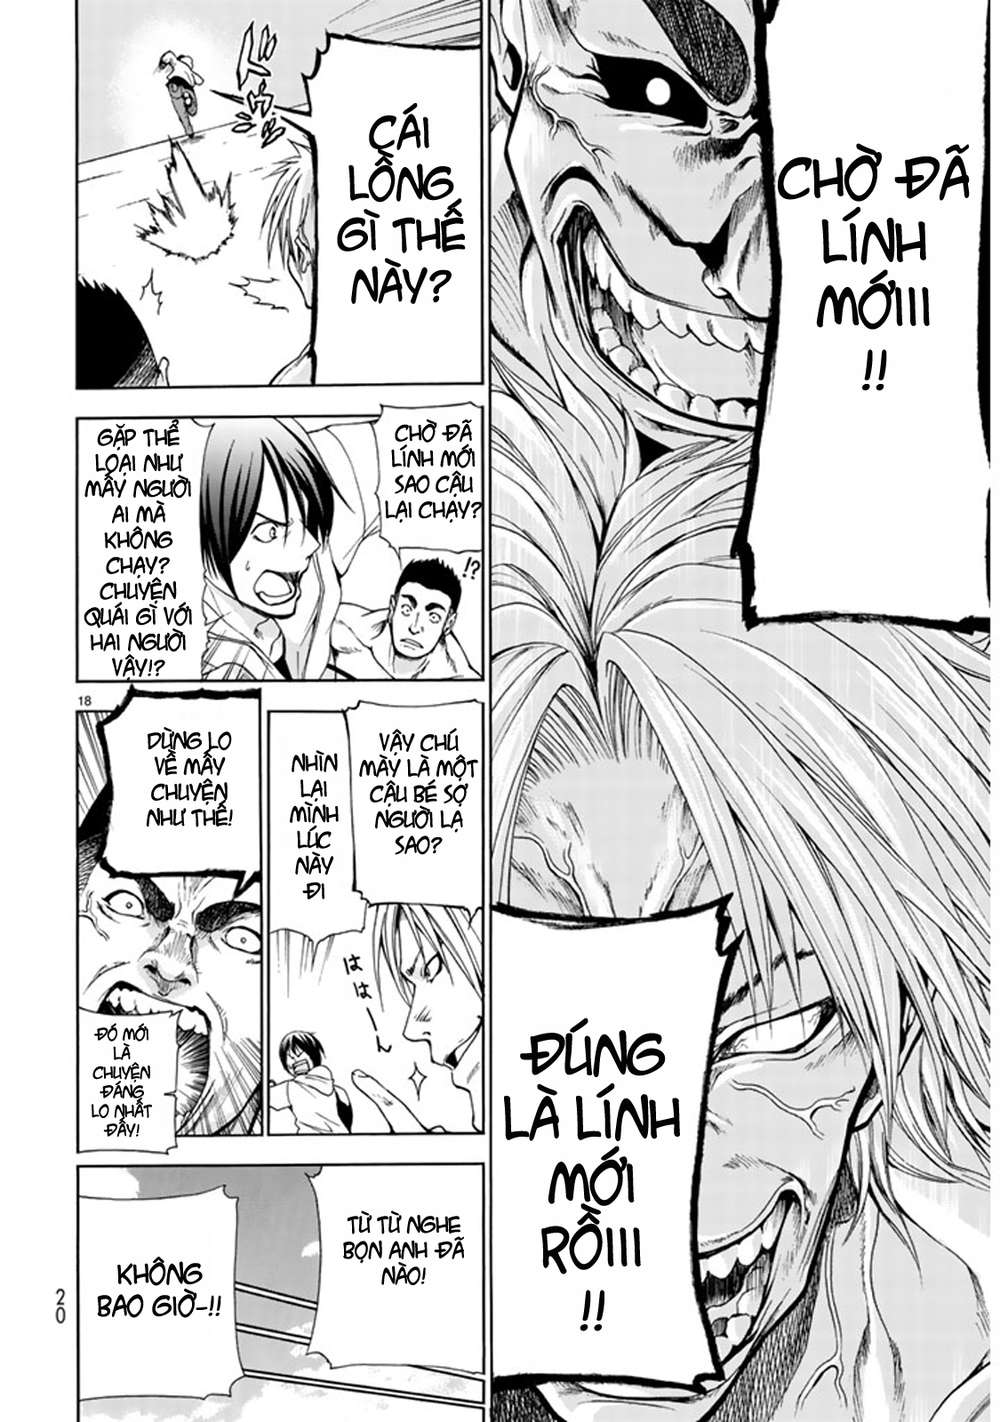 CHỜ ĐÃ
LÍNH
MỚIII
!!
ĐÚNG
LÀ LÍNH
MỚI
RỒIII
!!
CÁI
LỒNG
GÌ THẾ
NÀY?
CHỜ ĐÃ
LÍNH MỚI
SAO CẬU
LẠI CHẠY?
!?
GẶP THỂ
LOẠI NHƯ
MẤY NGƯỜI
AI MÀ
KHÔNG
CHẠY?
CHUYỆN
QUÁI GÌ VỚI
HAI NGƯỜI
VẬY!?
18
VẬY CHÚ
MÀY LÀ MỘT
CẬU BÉ SỢ
NGƯỜI LẠ
SAO?
はは一っ
NHÌN
LẠI
MÌNH
LÚC
NÀY
ĐI
DỪNG LO
VỀ MẤY
CHUYỆN
NHƯ THẾ!
ĐÓ MỚI
LÀ
CHUYỆN
ĐÁNG
LO NHẤT
ĐẤY!
TỪ TỪ NGHE
BỌN ANH ĐÃ
NÀO!
KHÔNG
BAO GIỜ-!!
20